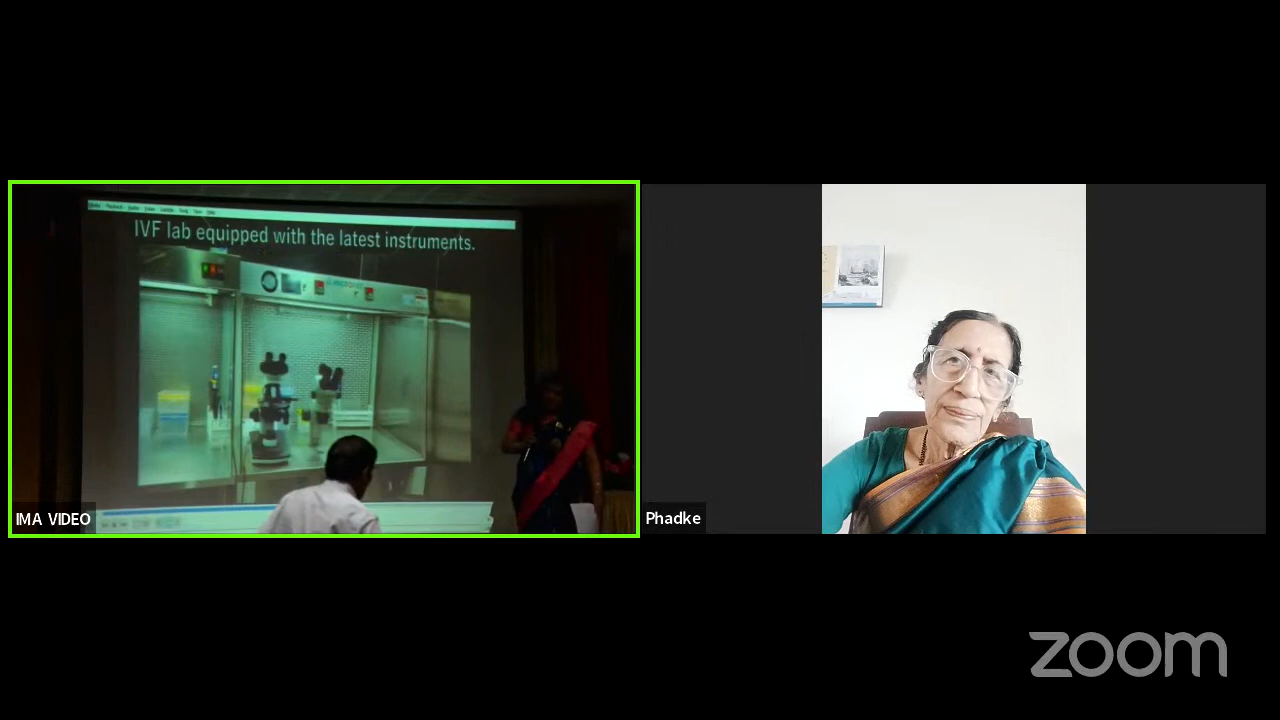 IVF lab equipped with the latest instruments.
IMA VIDEO
Phadke
zoom